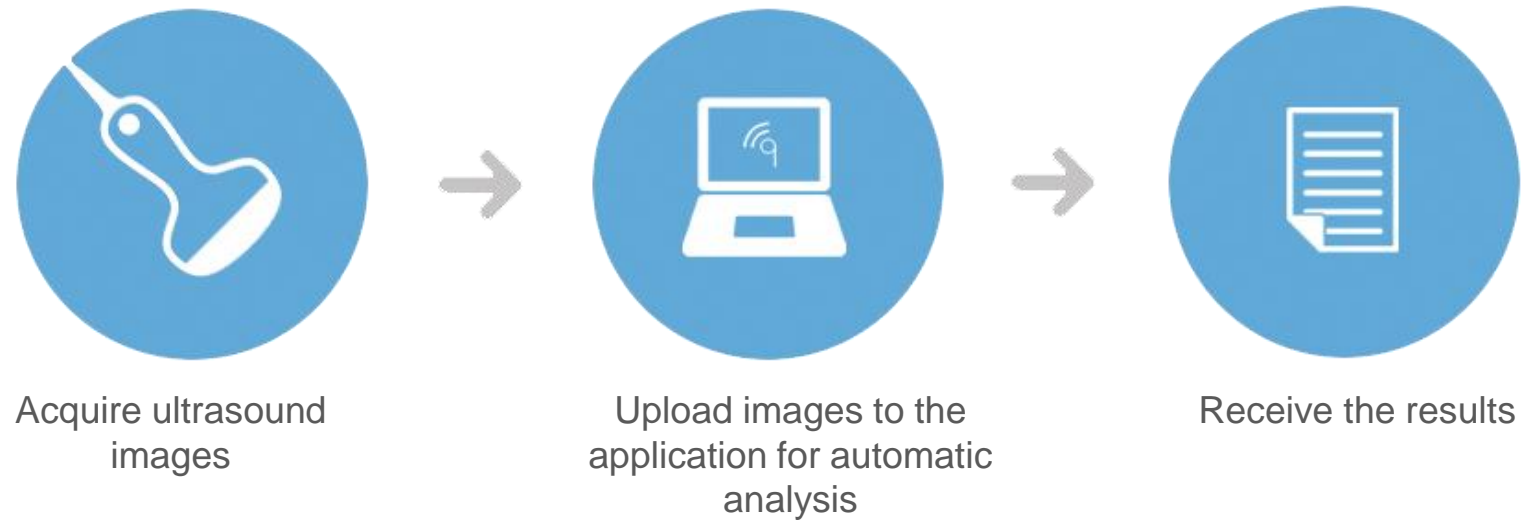 Acquire ultrasound
images
Upload images to the
application for automatic
analysis
Receive the results